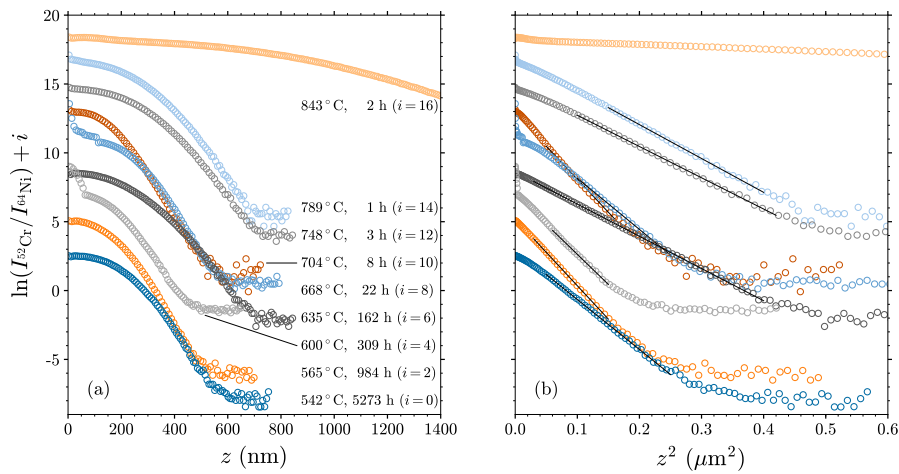 20
15
10
5
0
−5
ln(I⁵²Cr/I⁶⁴Ni) + i
843°C, 2 h (i=16)
789°C, 1 h (i=14)
748°C, 3 h (i=12)
704°C, 8 h (i=10)
668°C, 22 h (i=8)
635°C, 162 h (i=6)
600°C, 309 h (i=4)
565°C, 984 h (i=2)
542°C, 5273 h (i=0)
(a)
0 200 400 600 800 1000 1200 1400
z (nm)
(b)
0.0 0.1 0.2 0.3 0.4 0.5 0.6
z² (μm²)